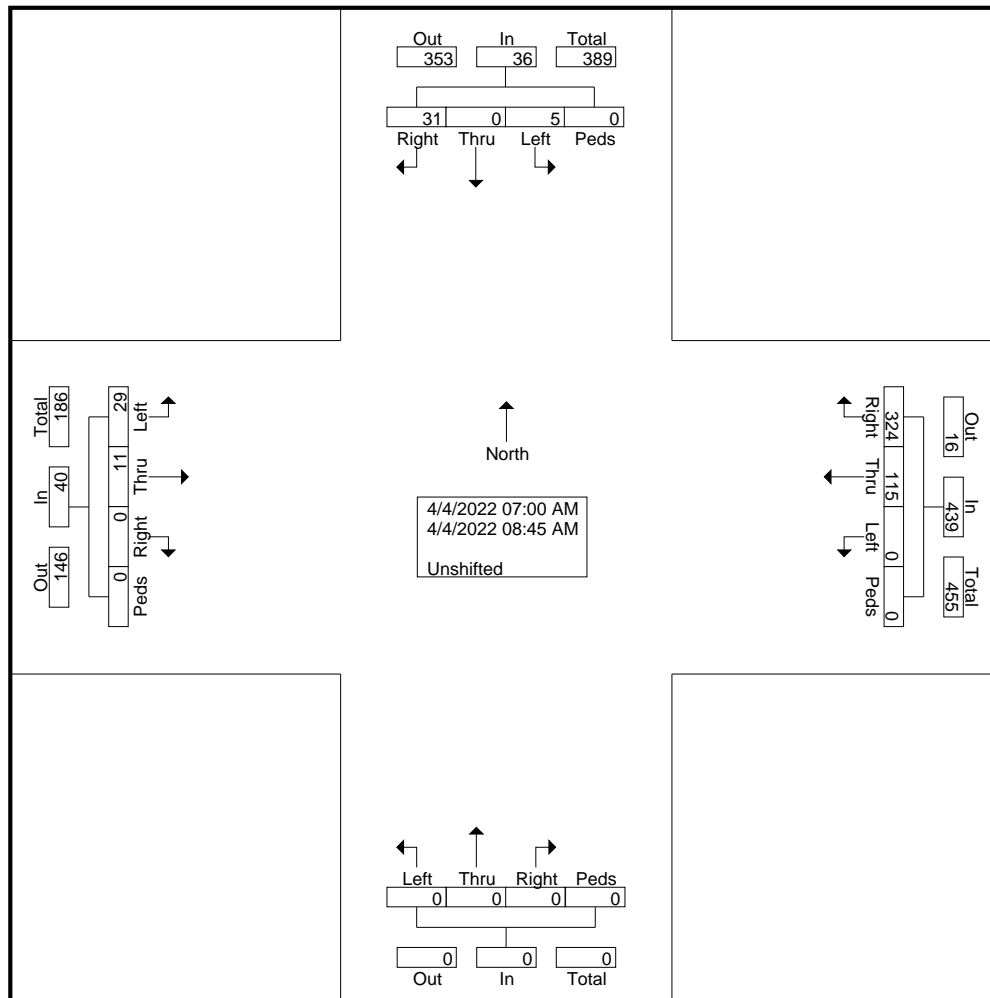 Out In Total
353 36 389
31 0 5 0
Right Thru Left Peds
Total In Out
186 40 146
29 11 0 0
Left Thru Right Peds
North
4/4/2022 07:00 AM
4/4/2022 08:45 AM
Unshifted
Right Thru Left Peds
324 115 0 0
Out In Total
16 439 455
Left Thru Right Peds
0 0 0 0
0 0 0
Out In Total